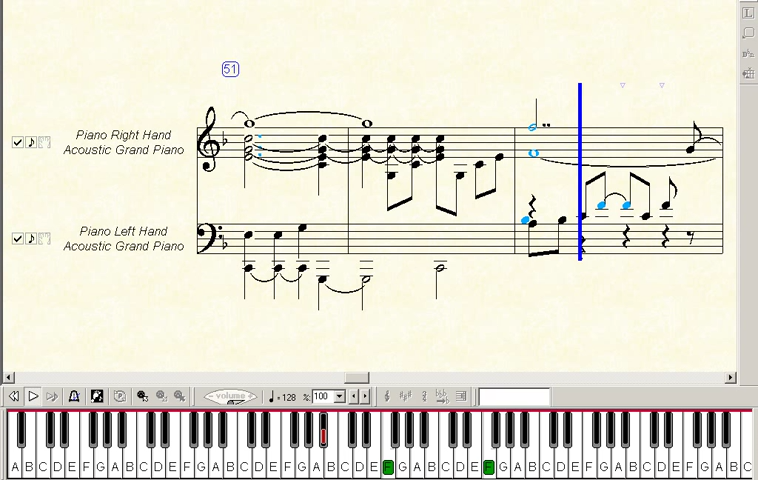 51
Piano Right Hand
Acoustic Grand Piano
Piano Left Hand
Acoustic Grand Piano
volume = 128 % 100
A B C D E F G A B C D E F G A B C D E F G A B C D E F G A B C D E F G A B C D E F G A B C D E F G A B C